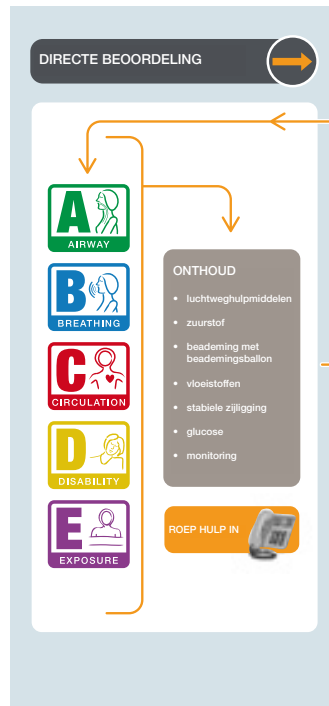 DIRECTE BEOORDELING
A
AIRWAY
B
BREATHING
C
CIRCULATION
D
DISABILITY
E
EXPOSURE
ONTHOUD
• luchtweghulpmiddelen
• zuurstof
• beademing met
beademingsballon
• vloeistoffen
• stabiele zijligging
• glucose
• monitoring
ROEP HULP IN